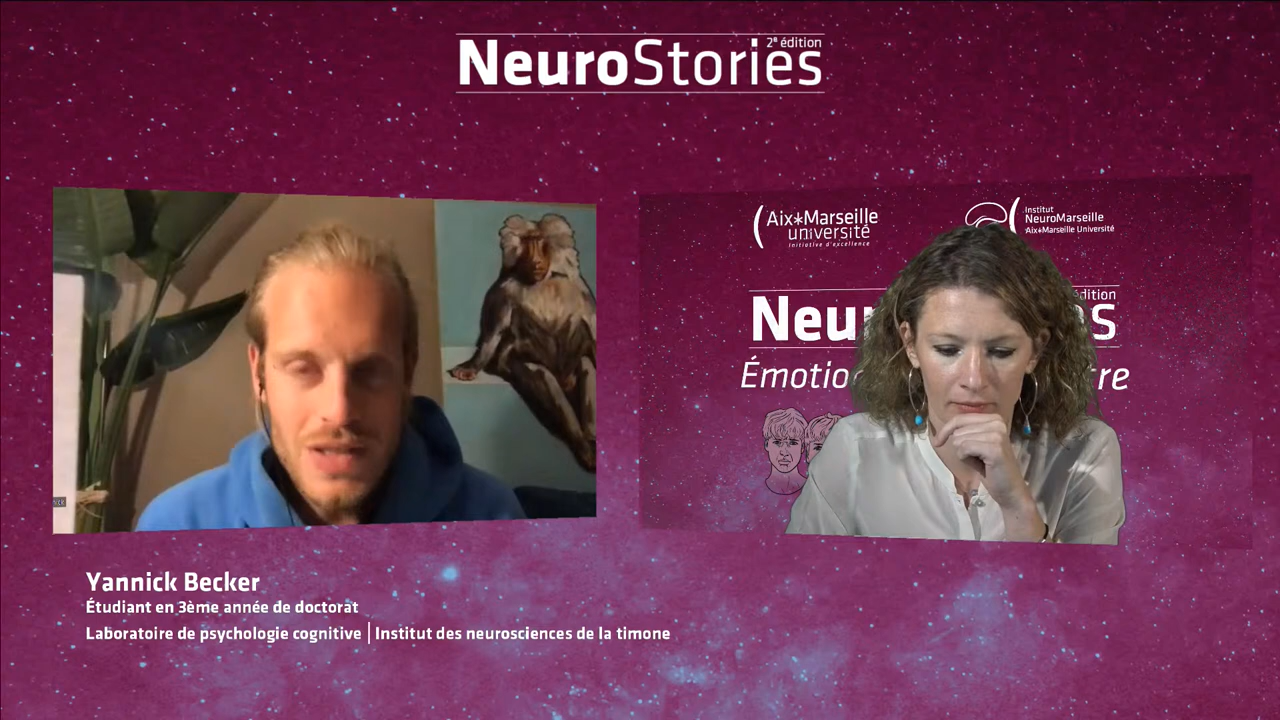 2e édition
NeuroStories
Aix*Marseille
université
Initiative d'excellence
Institut
NeuroMarseille
Aix*Marseille Université
édition
Yannick Becker
Étudiant en 3ème année de doctorat
Laboratoire de psychologie cognitive | Institut des neurosciences de la timone